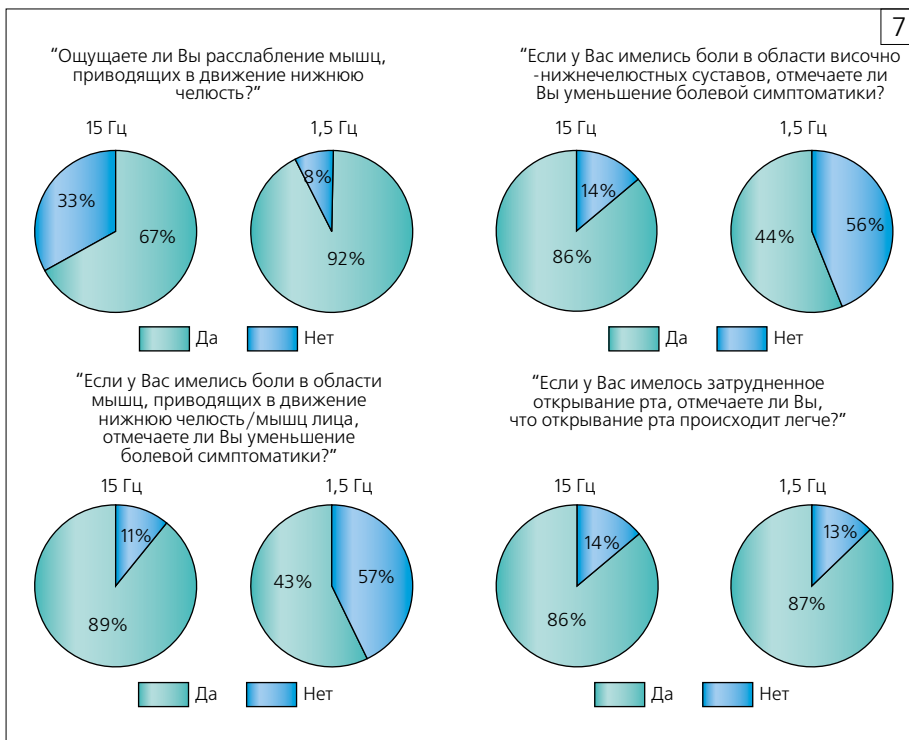 7
"Ощущаете ли Вы расслабление мышц,
приводящих в движение нижнюю
челюсть?"
15 Гц
1,5 Гц
33%
67%
8%
92%
Да
Нет
"Если у Вас имелись боли в области височно
-нижнечелюстных суставов, отмечаете ли
Вы уменьшение болевой симптоматики?
15 Гц
1,5 Гц
14%
86%
44%
56%
Да
Нет
"Если у Вас имелись боли в области
мышц, приводящих в движение
нижнюю челюсть/мышц лица,
отмечаете ли Вы уменьшение
болевой симптоматики?"
15 Гц
1,5 Гц
11%
89%
43%
57%
Да
Нет
"Если у Вас имелось затрудненное
открывание рта, отмечаете ли Вы,
что открывание рта происходит легче?"
15 Гц
1,5 Гц
14%
86%
13%
87%
Да
Нет